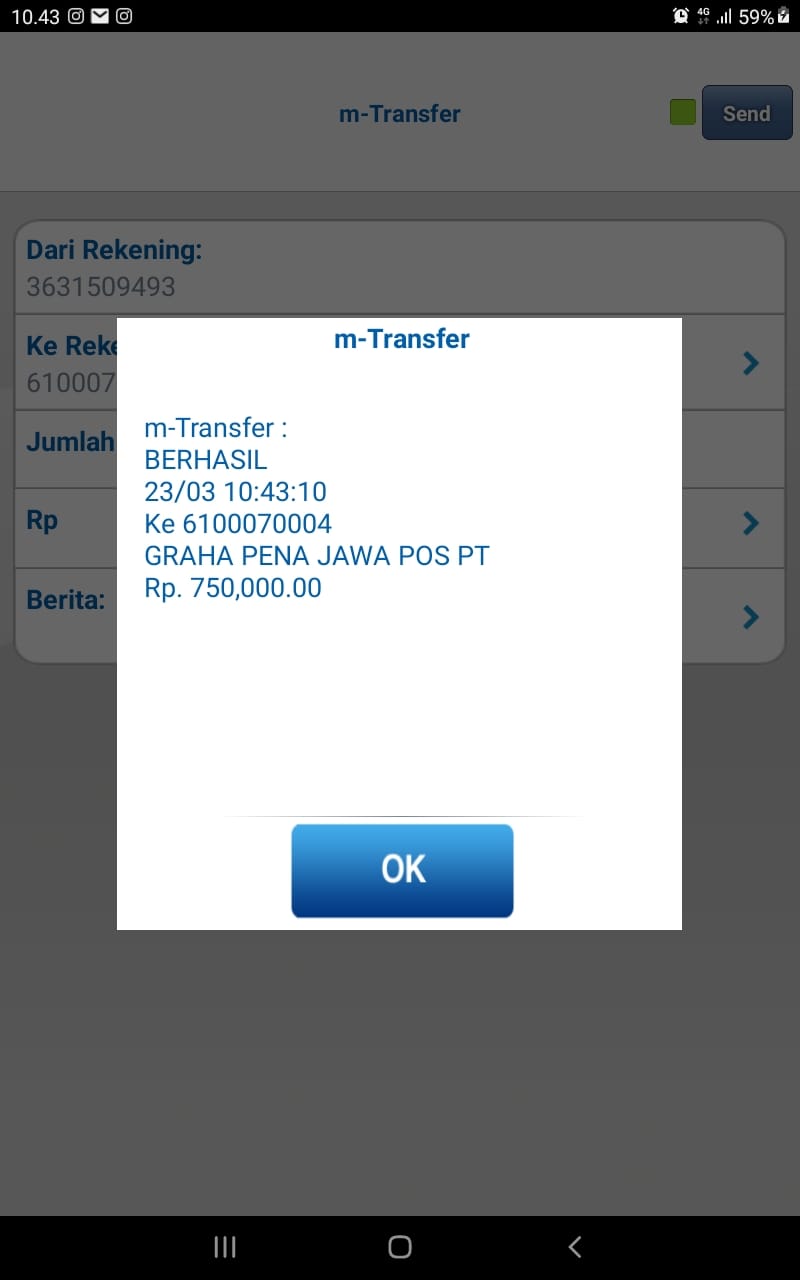 10.43
4G
59%
m-Transfer
Send
Dari Rekening:
3631509493
Ke Reke
610007
Jumlah
Rp
Berita:
m-Transfer
m-Transfer :
BERHASIL
23/03 10:43:10
Ke 6100070004
GRAHA PENA JAWA POS PT
Rp. 750,000.00
OK